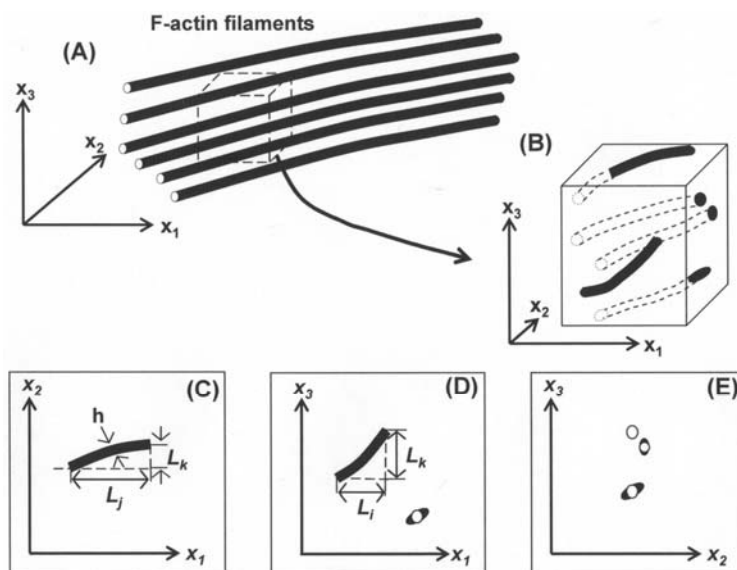 F-actin filaments
(A)
x3
x2
x1
(B)
x3
x2
x1
(C)
x2
h
Lk
Lj
x1
(D)
x3
Lk
Li
x1
(E)
x3
x2